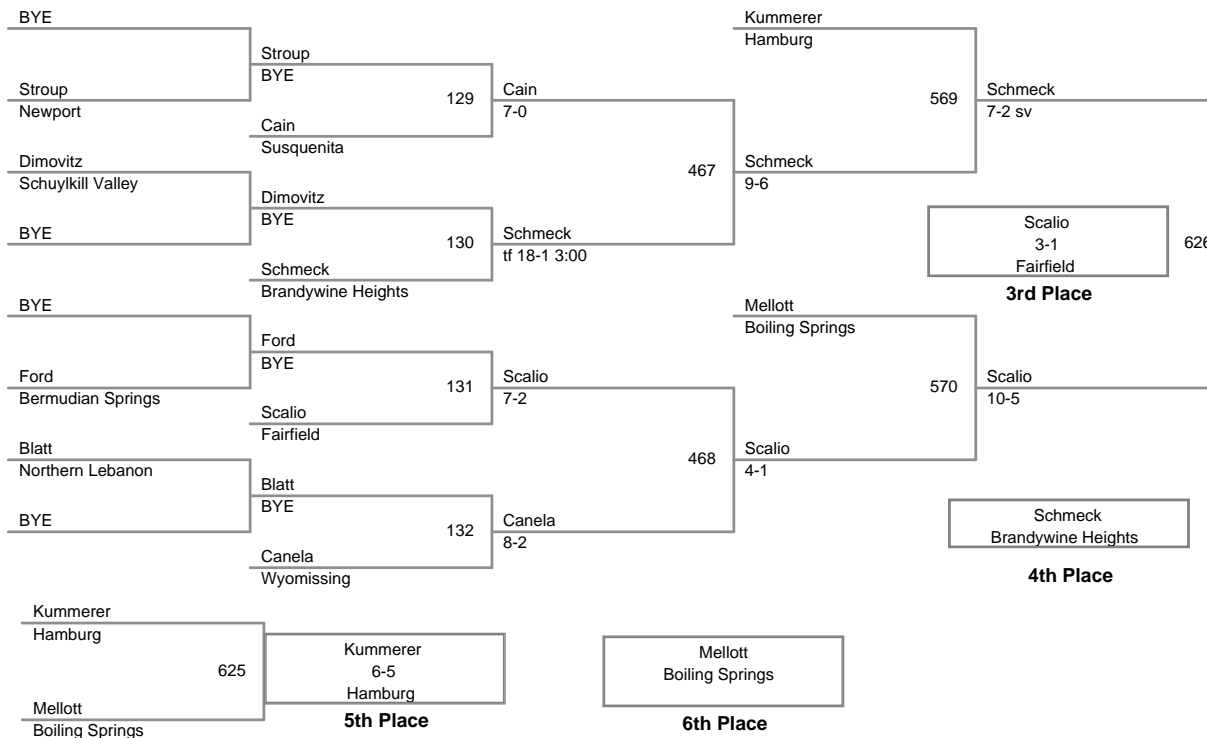 BYE
Stroup
Newport
Dimovitz
Schuylkill Valley
BYE
BYE
Ford
Bermudian Springs
Blatt
Northern Lebanon
BYE
Stroup
BYE
129
Cain
Susquenita
Dimovitz
BYE
130
Schmeck
Brandywine Heights
Ford
BYE
131
Scalio
Fairfield
Blatt
BYE
132
Canela
Wyomissing
Cain
7-0
467
Schmeck
tf 18-1 3:00
Scalio
7-2
468
Canela
8-2
Kummerer
Hamburg
569
Schmeck
9-6
Mellott
Boiling Springs
570
Scalio
4-1
Schmeck
7-2 sv
Scalio
10-5
Scalio
3-1
Fairfield
3rd Place
626
Schmeck
Brandywine Heights
4th Place
Kummerer
Hamburg
625
Mellott
Boiling Springs
Kummerer
6-5
Hamburg
5th Place
Mellott
Boiling Springs
6th Place